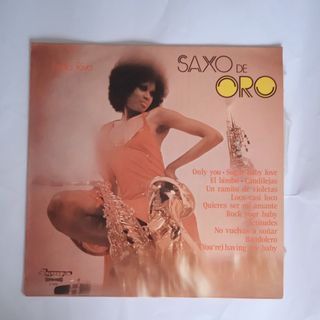 SAXO DE
ORO
Only you - Sugar baby love
El bimbo - Candilejas
Un ramito de violetas
Loco, casi loco
Quieres ser mi amante
Rock your baby
No vuelvas a soñar
Bandolero
(You're) having my baby